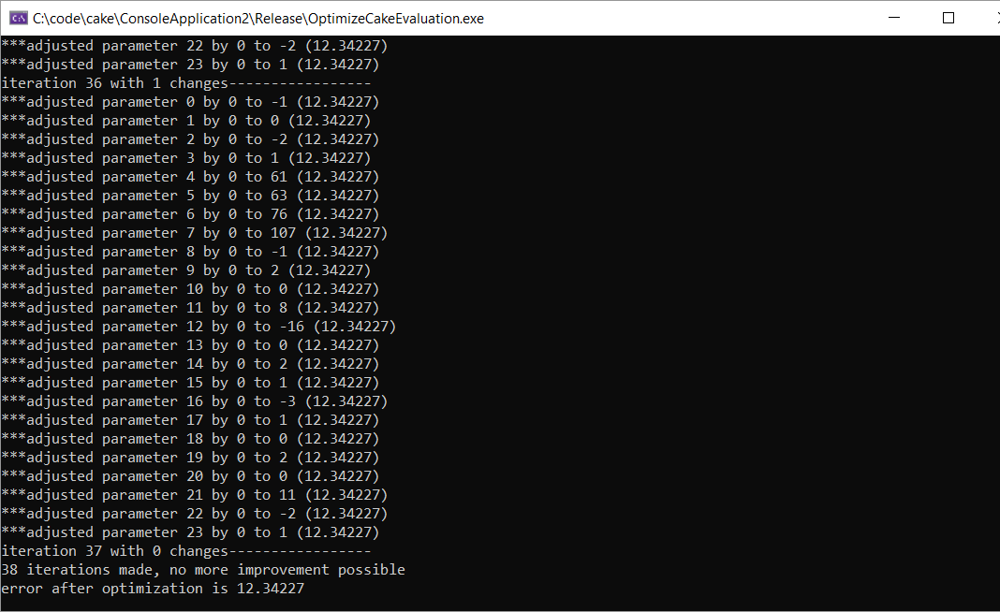 C:\code\cake\ConsoleApplication2\Release\OptimizeCakeEvaluation.exe
***adjusted parameter 22 by 0 to -2 (12.34227)
***adjusted parameter 23 by 0 to 1 (12.34227)
iteration 36 with 1 changes-----------------
***adjusted parameter 0 by 0 to -1 (12.34227)
***adjusted parameter 1 by 0 to 0 (12.34227)
***adjusted parameter 2 by 0 to -2 (12.34227)
***adjusted parameter 3 by 0 to 1 (12.34227)
***adjusted parameter 4 by 0 to 61 (12.34227)
***adjusted parameter 5 by 0 to 63 (12.34227)
***adjusted parameter 6 by 0 to 76 (12.34227)
***adjusted parameter 7 by 0 to 107 (12.34227)
***adjusted parameter 8 by 0 to -1 (12.34227)
***adjusted parameter 9 by 0 to 2 (12.34227)
***adjusted parameter 10 by 0 to 0 (12.34227)
***adjusted parameter 11 by 0 to 8 (12.34227)
***adjusted parameter 12 by 0 to -16 (12.34227)
***adjusted parameter 13 by 0 to 0 (12.34227)
***adjusted parameter 14 by 0 to 2 (12.34227)
***adjusted parameter 15 by 0 to 1 (12.34227)
***adjusted parameter 16 by 0 to -3 (12.34227)
***adjusted parameter 17 by 0 to 1 (12.34227)
***adjusted parameter 18 by 0 to 0 (12.34227)
***adjusted parameter 19 by 0 to 2 (12.34227)
***adjusted parameter 20 by 0 to 0 (12.34227)
***adjusted parameter 21 by 0 to 11 (12.34227)
***adjusted parameter 22 by 0 to -2 (12.34227)
***adjusted parameter 23 by 0 to 1 (12.34227)
iteration 37 with 0 changes-----------------
38 iterations made, no more improvement possible
error after optimization is 12.34227